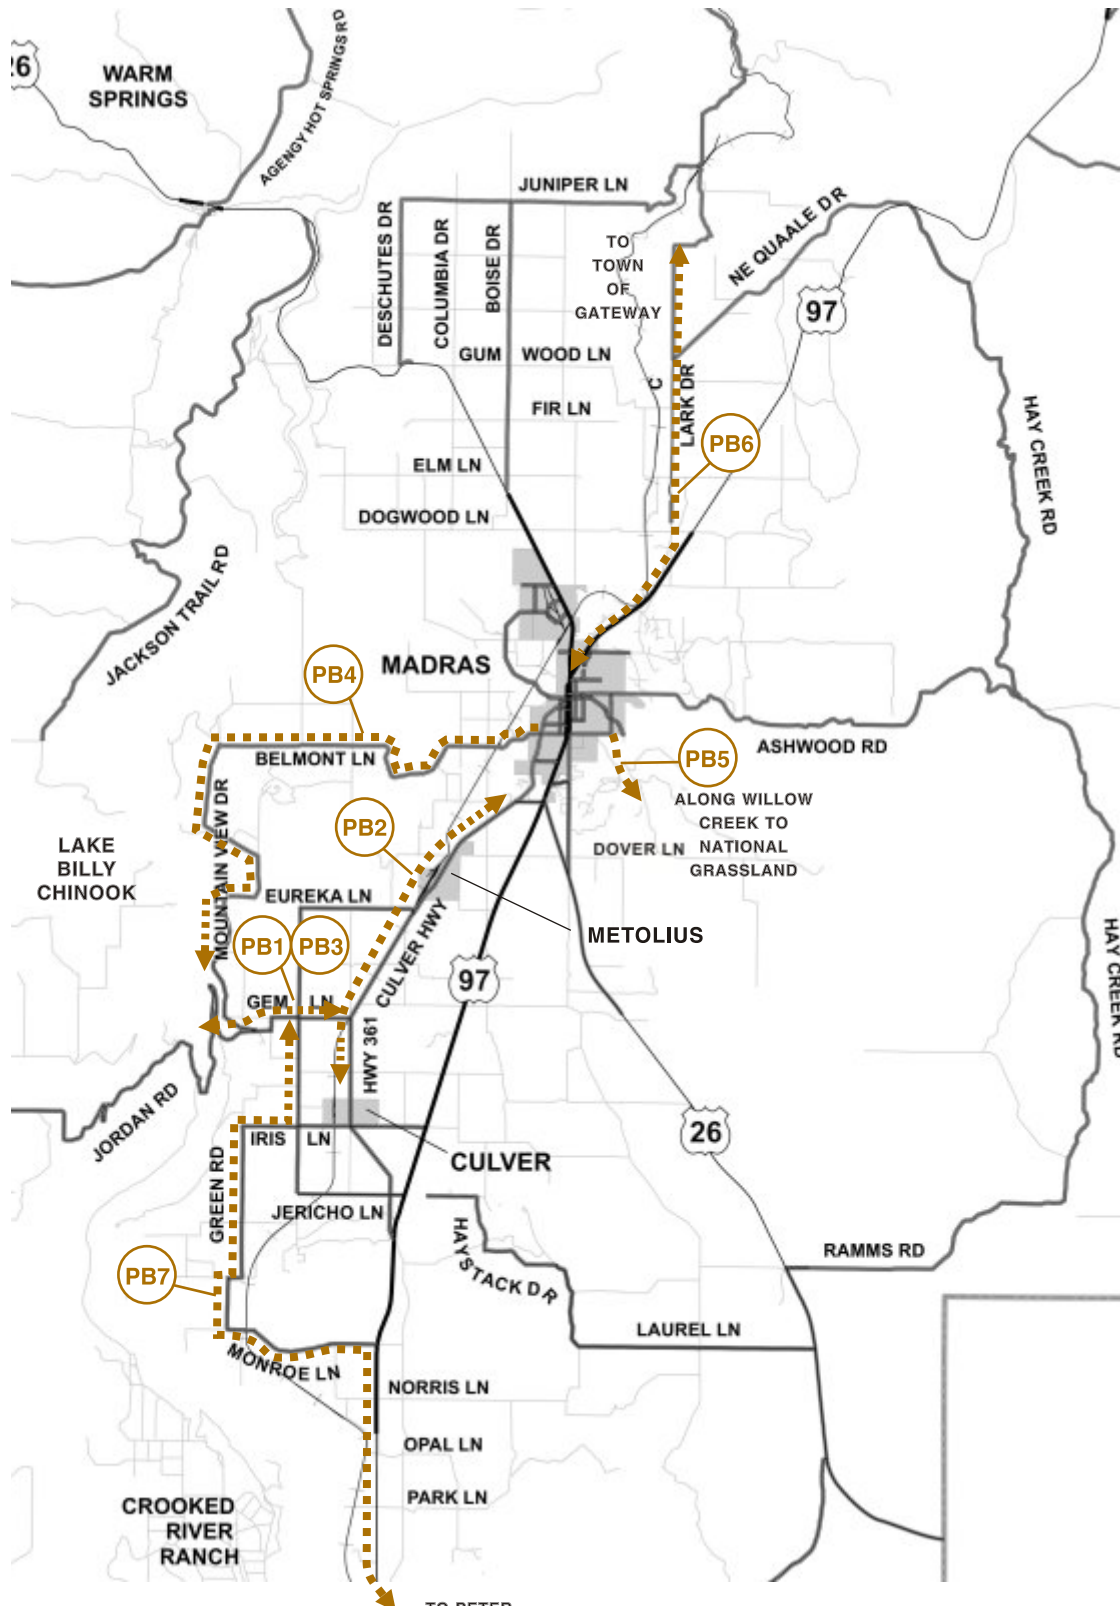 26
WARM
SPRINGS
AGENGY HOT SPRINGS RD
JUNIPER LN
DESCHUTES DR
COLUMBIA DR
BOISE DR
TO
TOWN
OF
GATEWAY
NE QUAALE DR
97
GUM
WOOD LN
C
LARK DR
FIR LN
HAY CREEK RD
PB6
ELM LN
DOGWOOD LN
JACKSON TRAIL RD
MADRAS
PB4
BELMONT LN
ASHWOOD RD
PB5
ALONG WILLOW
CREEK TO
NATIONAL
GRASSLAND
MOUNTAIN VIEW DR
PB2
DOVER LN
LAKE
BILLY
CHINOOK
EUREKA LN
CULVER HWY
METOLIUS
PB1
PB3
97
HAY CREEK RD
GEM
LN
HWY 361
JORDAN RD
26
IRIS
LN
CULVER
GREEN RD
JERICHO LN
HAYSTACK DR
RAMMS RD
PB7
LAUREL LN
MONROE LN
NORRIS LN
OPAL LN
PARK LN
CROOKED
RIVER
RANCH
TO PETER